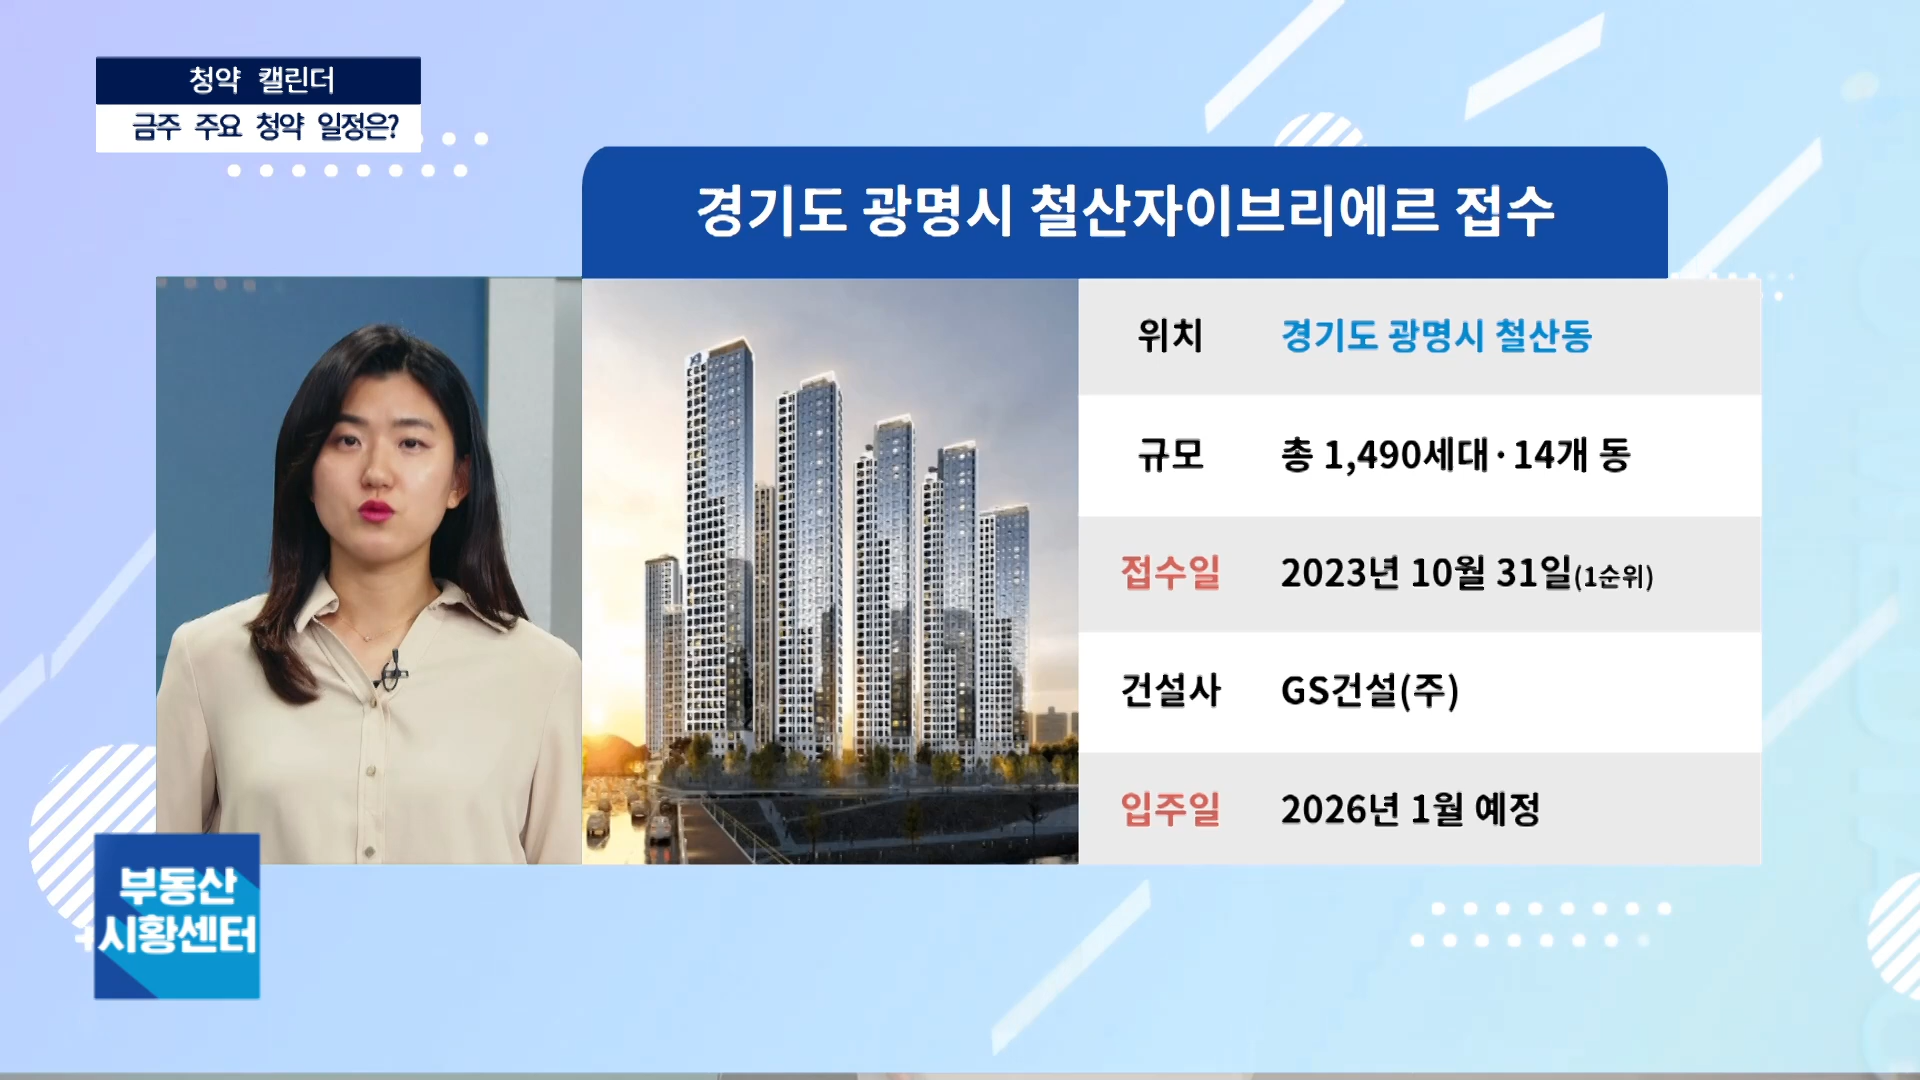 청약 캘린더
금주 주요 청약 일정은?
경기도 광명시 철산자이브리에르 접수
위치 경기도 광명시 철산동
규모 총 1,490세대·14개 동
접수일 2023년 10월 31일(1순위)
건설사 GS건설(주)
입주일 2026년 1월 예정
부동산
시황센터